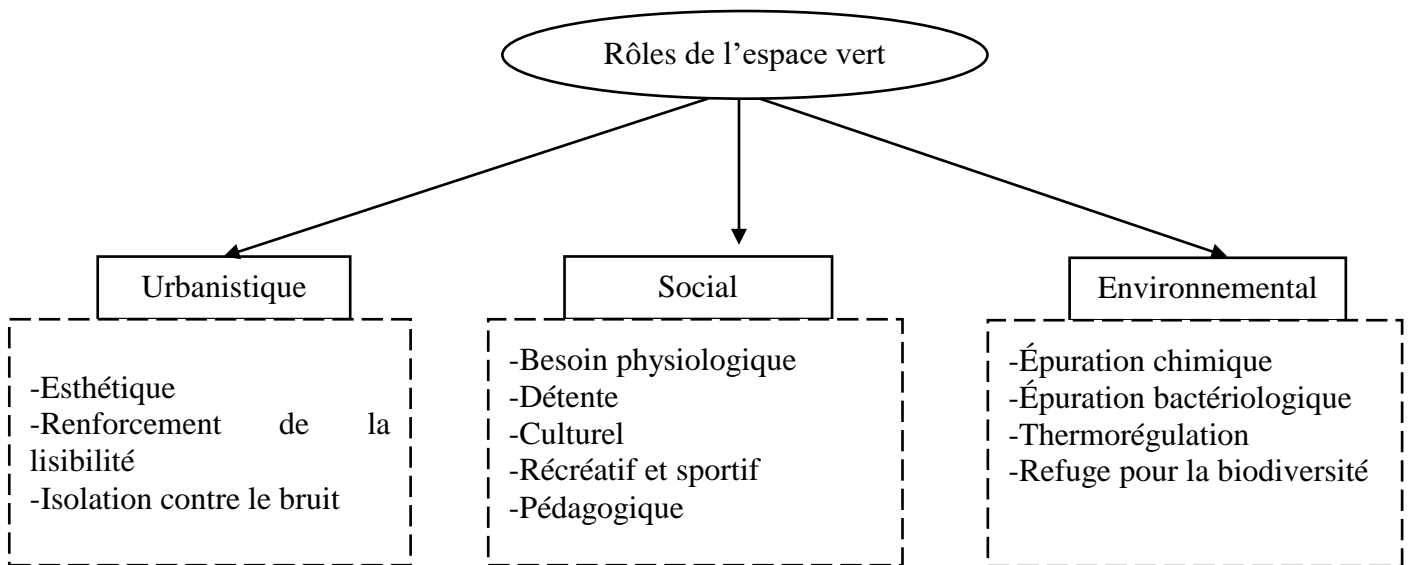 Rôles de l’espace vert
Urbanistique
-Esthétique
-Renforcement de la
lisibilité
-Isolation contre le bruit
Social
-Besoin physiologique
-Détente
-Culturel
-Récréatif et sportif
-Pédagogique
Environnemental
-Épuration chimique
-Épuration bactériologique
-Thermorégulation
-Refuge pour la biodiversité